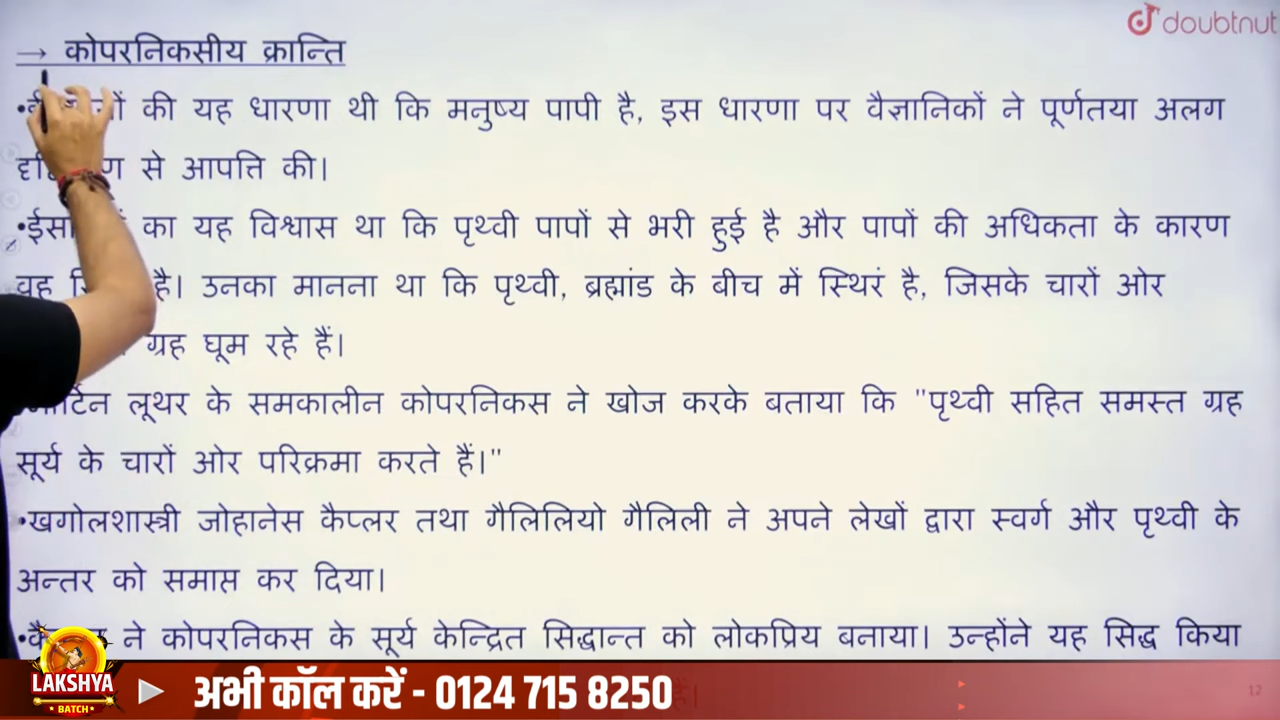 doubtnut
→ कोपरनिकसीय क्रान्ति
की यह धारणा थी कि मनुष्य पापी है, इस धारणा पर वैज्ञानिकों ने पूर्णतया अलग
से आपत्ति की।
का यह विश्वास था कि पृथ्वी पापों से भरी हुई है और पापों की अधिकता के कारण
वह है। उनका मानना था कि पृथ्वी, ब्रह्मांड के बीच में स्थिरं है, जिसके चारों ओर
ग्रह घूम रहे हैं।
लूथर के समकालीन कोपरनिकस ने खोज करके बताया कि "पृथ्वी सहित समस्त ग्रह
सूर्य के चारों ओर परिक्रमा करते हैं।"
•खगोलशास्त्री जोहानेस कैप्लर तथा गैलिलियो गैलिली ने अपने लेखों द्वारा स्वर्ग और पृथ्वी के
अन्तर को समाप्त कर दिया।
ने कोपरनिकस के सूर्य केन्द्रित सिद्धान्त को लोकप्रिय बनाया। उन्होंने यह सिद्ध किया
हैं।
12
LAKSHYA
BATCH
अभी कॉल करें - 0124 715 8250